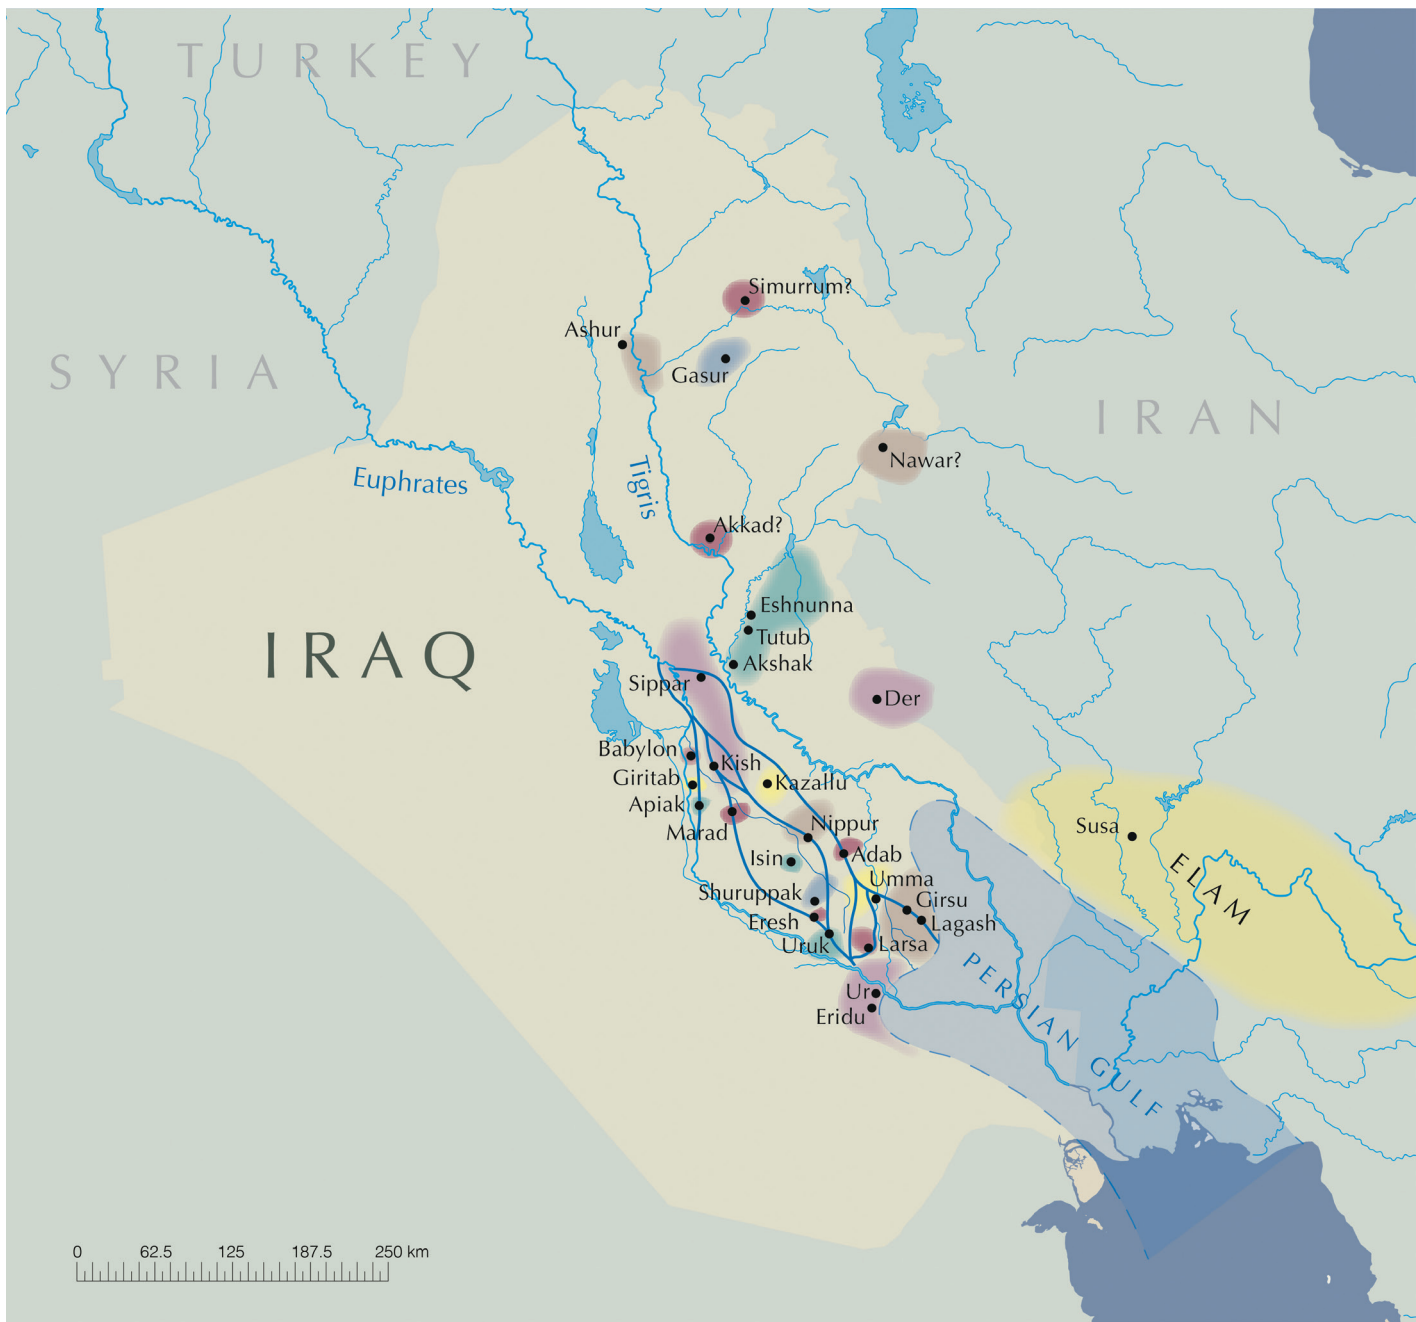 TURKEY
Simurrum?
Ashur
SYRIA
Gasur
IRAN
Nawar?
Euphrates
Tigris
Akkad?
Eshnunna
Tutub
IRAQ
Akshak
Sippar
Der
Babylon
Kish
Giritab
Kazallu
Apiak
Marad
Nippur
Susa
Isin
Adab
ELAM
Umma
Shuruppak
Girsu
Eresh
Lagash
Uruk
Larsa
PERSIAN GULF
Ur
Eridu
0 62.5 125 187.5 250 km